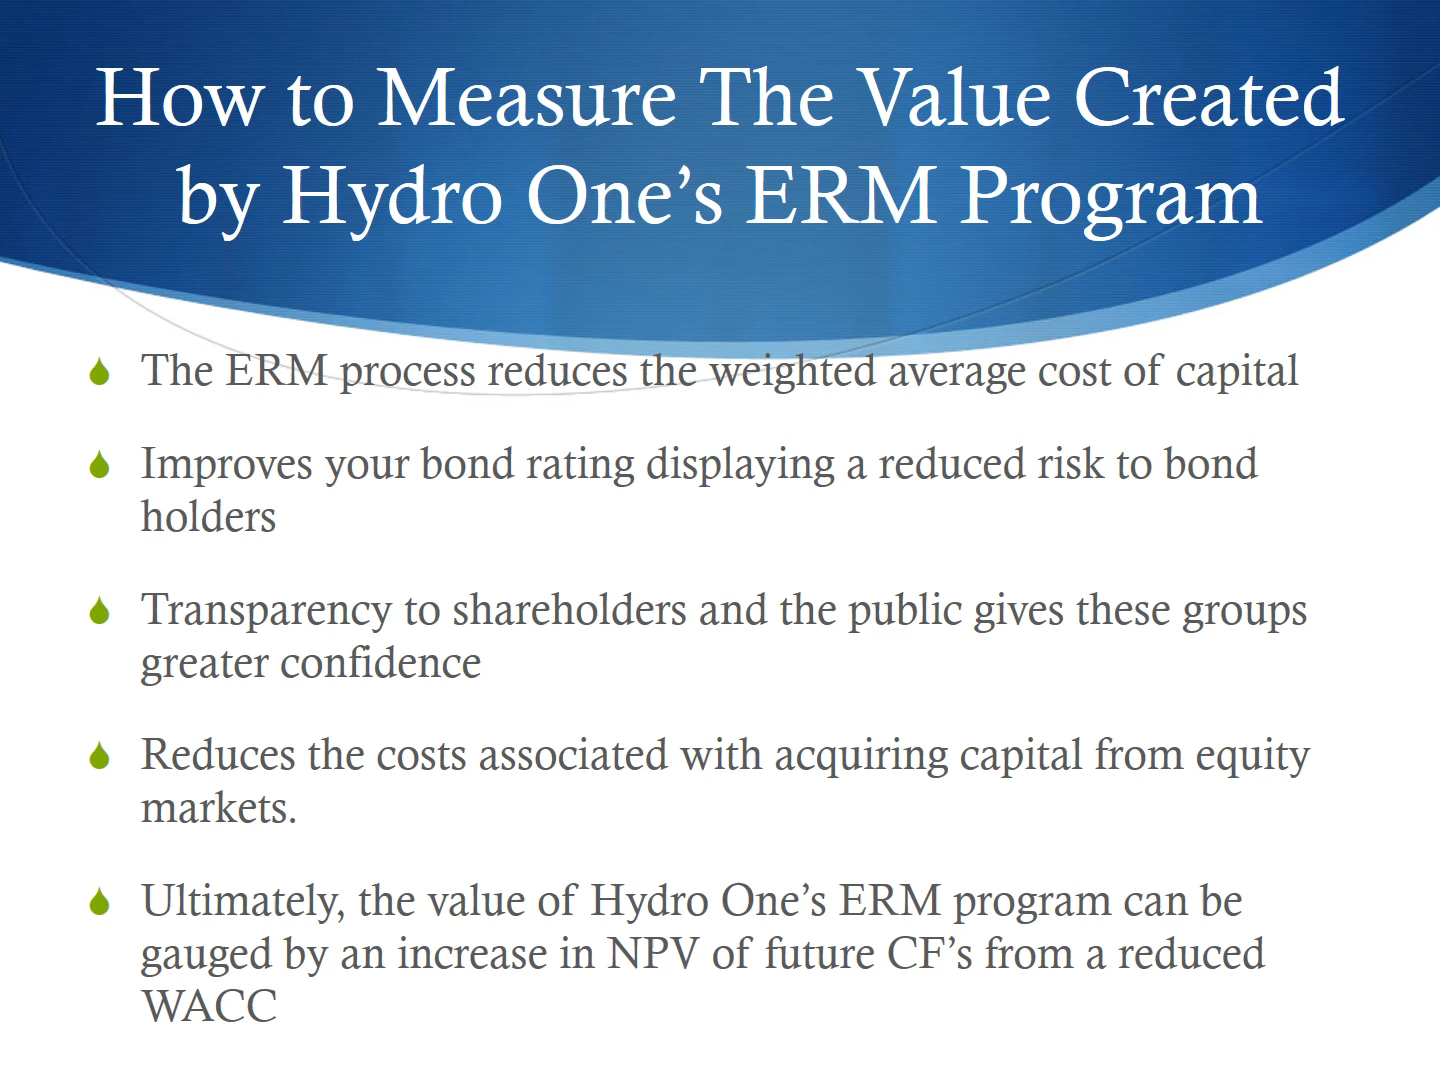 How to Measure The Value Created
by Hydro One’s ERM Program
The ERM process reduces the weighted average cost of capital
Improves your bond rating displaying a reduced risk to bond
holders
Transparency to shareholders and the public gives these groups
greater confidence
Reduces the costs associated with acquiring capital from equity
markets.
Ultimately, the value of Hydro One’s ERM program can be
gauged by an increase in NPV of future CF’s from a reduced
WACC